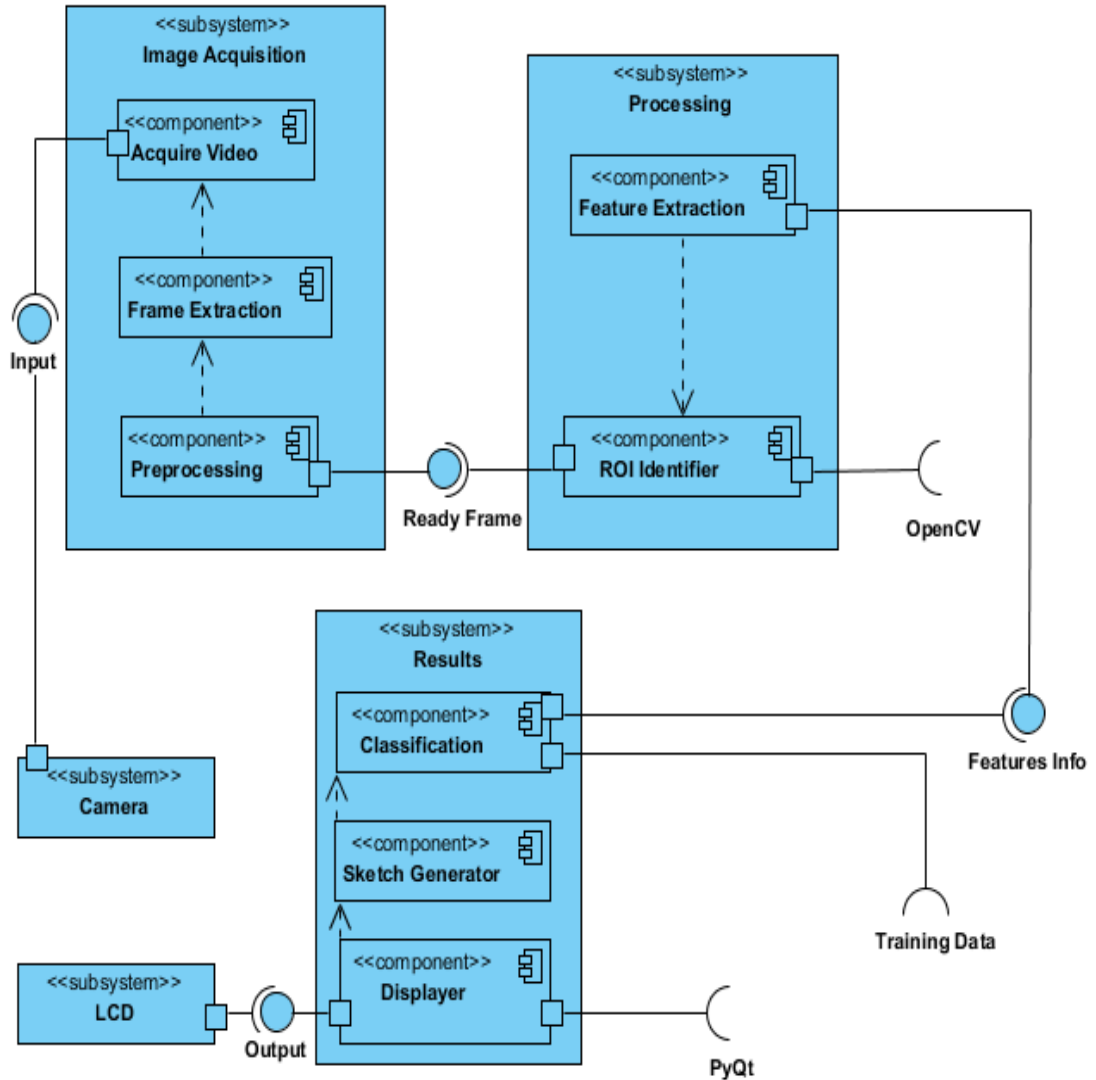 <<subsystem>>
Image Acquisition
<<component>>
Acquire Video
<<component>>
Frame Extraction
<<component>>
Preprocessing
Input
Ready Frame
<<subsystem>>
Processing
<<component>>
Feature Extraction
<<component>>
ROI Identifier
OpenCV
<<subsystem>>
Results
<<component>>
Classification
<<component>>
Sketch Generator
<<component>>
Displayer
Features Info
Training Data
PyQt
<<subsystem>>
Camera
<<subsystem>>
LCD
Output